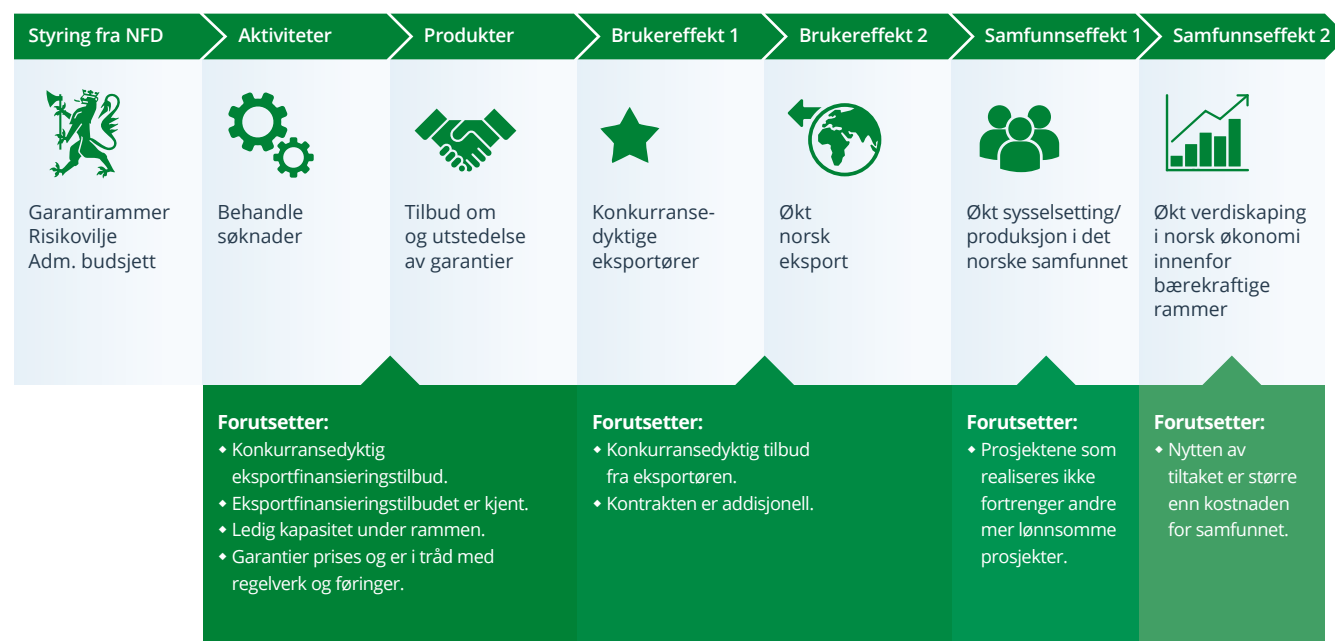 Styring fra NFD
Aktiviteter
Produkter
Brukereffekt 1
Brukereffekt 2
Samfunnseffekt 1
Samfunnseffekt 2
Garantirammer
Risikovilje
Adm. budsjett
Behandle
søknader
Tilbud om
og utstedelse
av garantier
Konkurranse-
dyktige
eksportører
Økt
norsk
eksport
Økt sysselsetting/
produksjon i det
norske samfunnet
Økt verdiskaping
i norsk økonomi
innenfor
bærekraftige
rammer
Forutsetter:
◆ Konkurransedyktig
eksportfinansieringstilbud.
◆ Eksportfinansieringstilbudet er kjent.
◆ Ledig kapasitet under rammen.
◆ Garantier prises og er i tråd med
regelverk og føringer.
Forutsetter:
◆ Konkurransedyktig tilbud
fra eksportøren.
◆ Kontrakten er addisjonell.
Forutsetter:
◆ Prosjektene som
realiseres ikke
fortrenger andre
mer lønnsomme
prosjekter.
Forutsetter:
◆ Nytten av
tiltaket er større
enn kostnaden
for samfunnet.